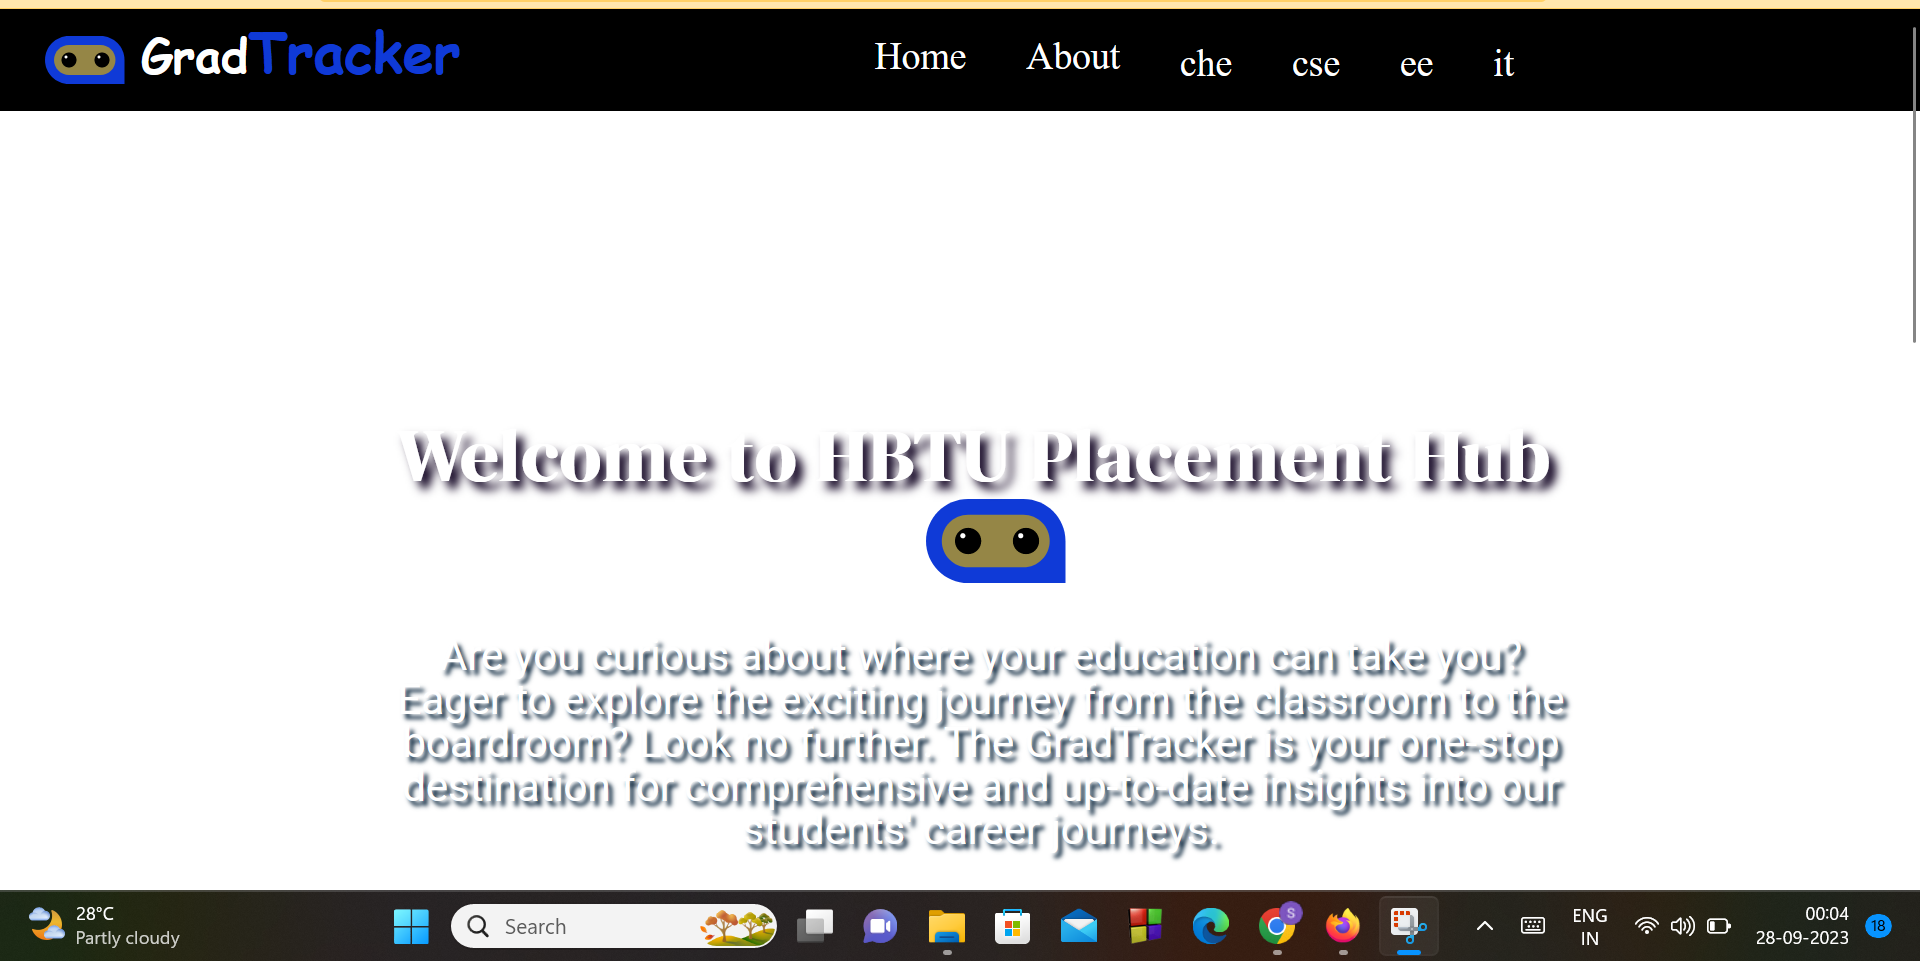 GradTracker
Home About che cse ee it
Welcome to HBTU Placement Hub
Are you curious about where your education can take you?
Eager to explore the exciting journey from the classroom to the
boardroom? Look no further. The GradTracker is your one-stop
destination for comprehensive and up-to-date insights into our
students' career journeys.
28°C
Partly cloudy
Search
S
ENG
IN
00:04
28-09-2023
18